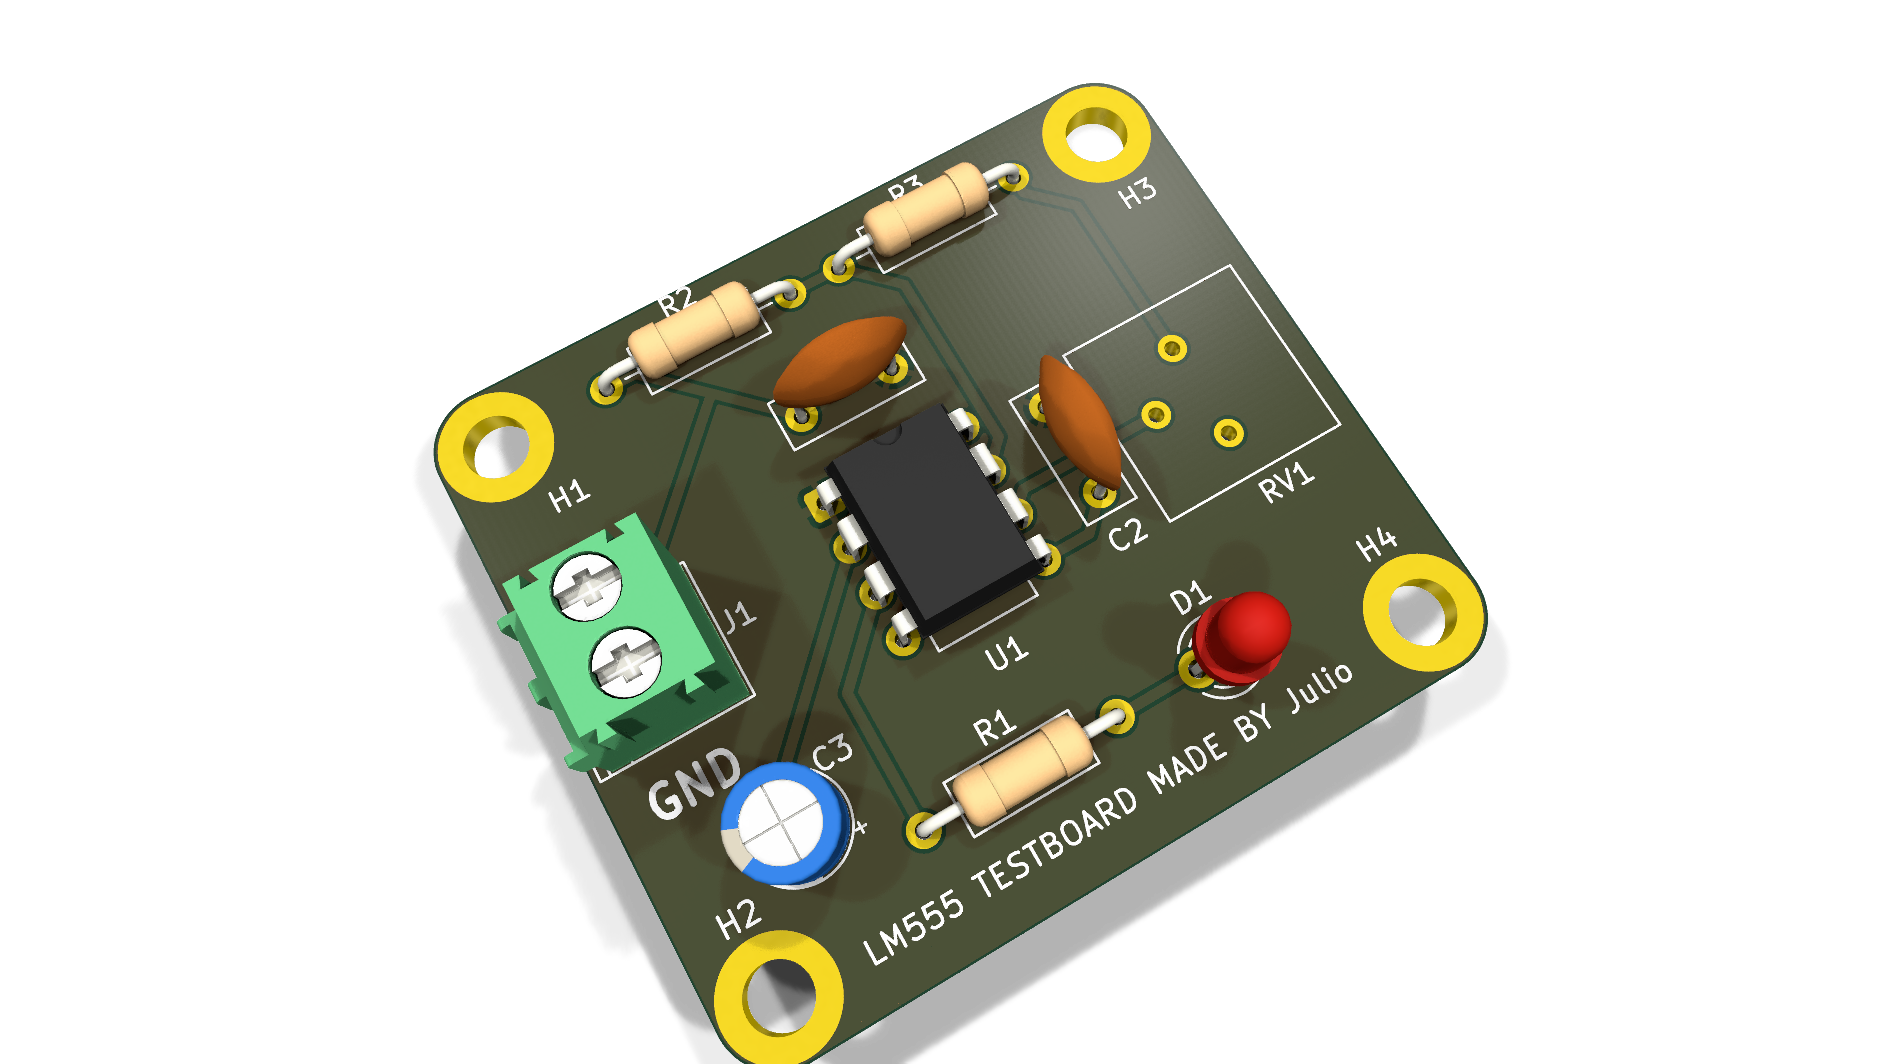 H3
R3
R2
H1
RV1
C2
H4
D1
J1
U1
R1
C3
GND
+
H2
LM555 TESTBOARD MADE BY Julio